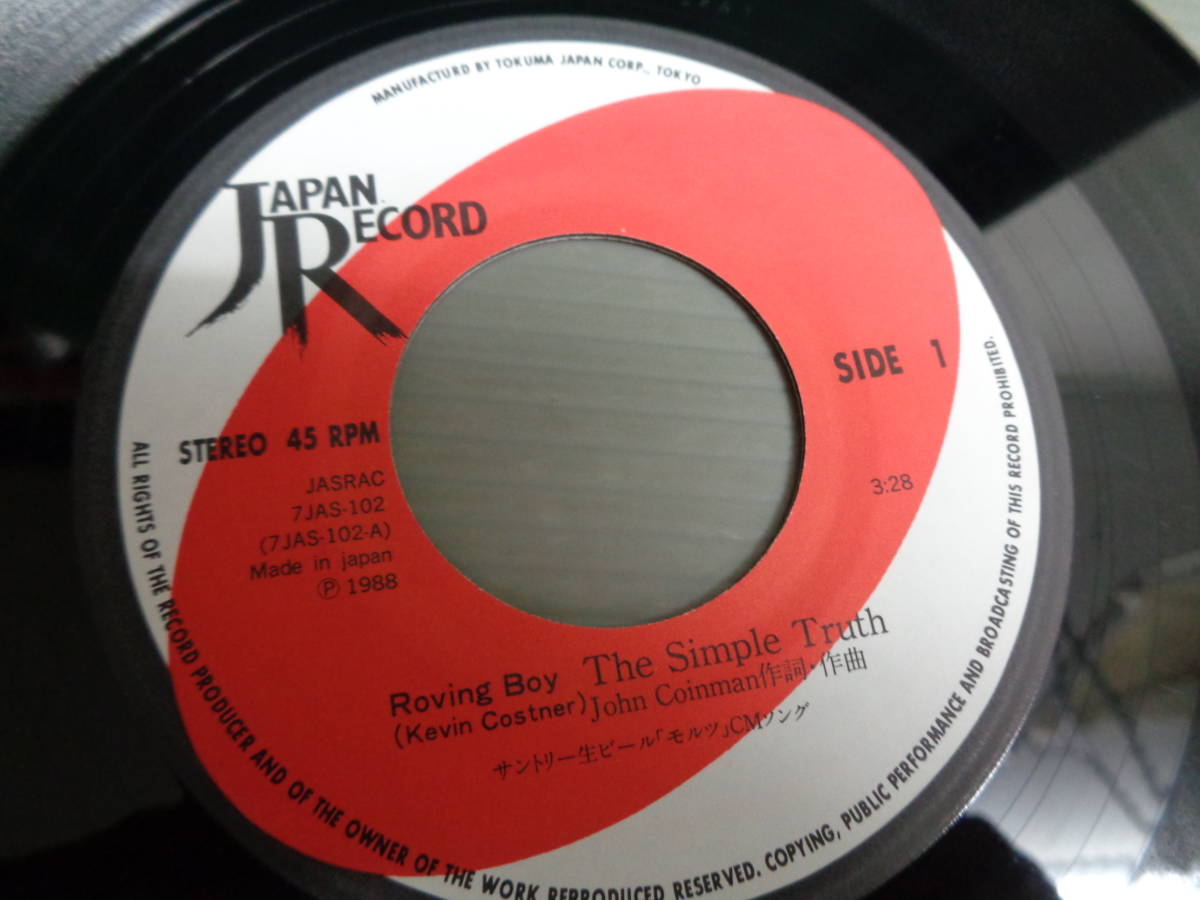 MANUFACTURD BY TOKUMA JAPAN CORP., TOKYO
JAPAN.
RECORD
SIDE 1
STEREO 45 RPM
JASRAC
7JAS-102
(7JAS-102-A)
Made in japan
Ⓟ 1988
3:28
Roving Boy The Simple Truth
(Kevin Costner) John Coinman作詞・作曲
サントリー生ビール「モルツ」CMソング
ALL RIGHTS OF THE RECORD PRODUCER AND OF THE OWNER OF THE WORK REPRODUCED RESERVED. COPYING, PUBLIC PERFORMANCE AND BROADCASTING OF THIS RECORD PROHIBITED.